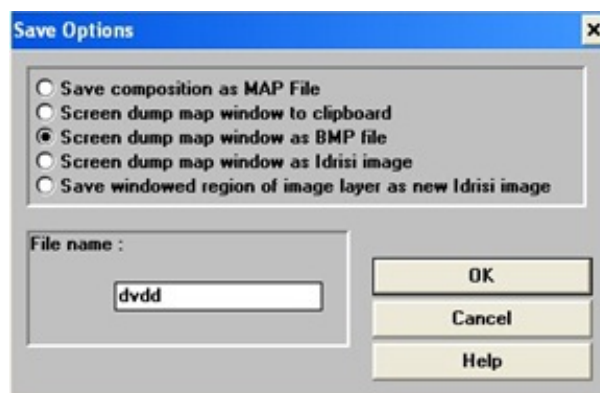 Save Options
Save composition as MAP File
Screen dump map window to clipboard
Screen dump map window as BMP file
Screen dump map window as Idrisi image
Save windowed region of image layer as new Idrisi image
File name :
dvdd
OK
Cancel
Help